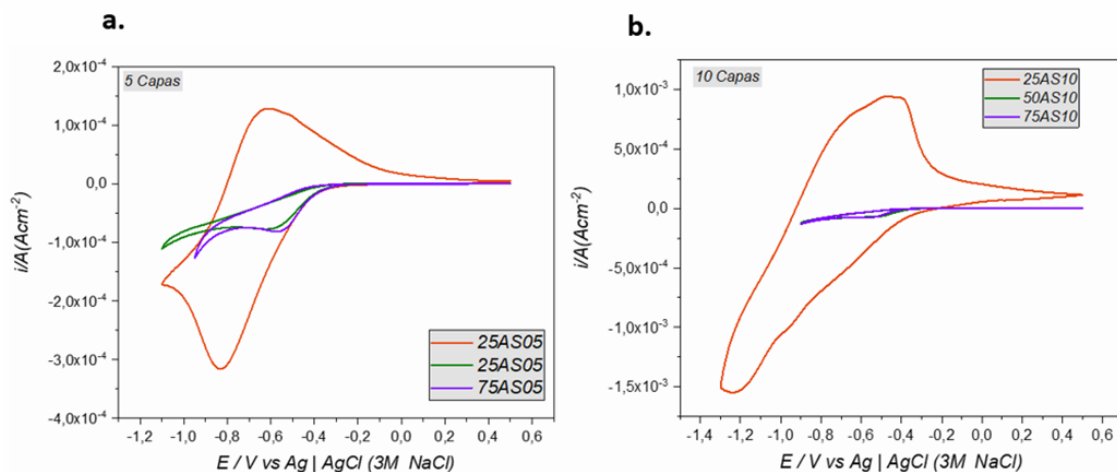 a.
5 Capas
2,0x10⁻⁴
1,0x10⁻⁴
0,0
-1,0x10⁻⁴
-2,0x10⁻⁴
-3,0x10⁻⁴
-4,0x10⁻⁴
i/A(Acm⁻²)
25AS05
25AS05
75AS05
-1,2 -1,0 -0,8 -0,6 -0,4 -0,2 0,0 0,2 0,4 0,6
E / V vs Ag | AgCl (3M NaCl)
b.
10 Capas
25AS10
50AS10
75AS10
1,0x10⁻³
5,0x10⁻⁴
0,0
-5,0x10⁻⁴
-1,0x10⁻³
-1,5x10⁻³
i/A(Acm⁻²)
-1,4 -1,2 -1,0 -0,8 -0,6 -0,4 -0,2 0,0 0,2 0,4 0,6
E / V vs Ag | AgCl (3M NaCl)